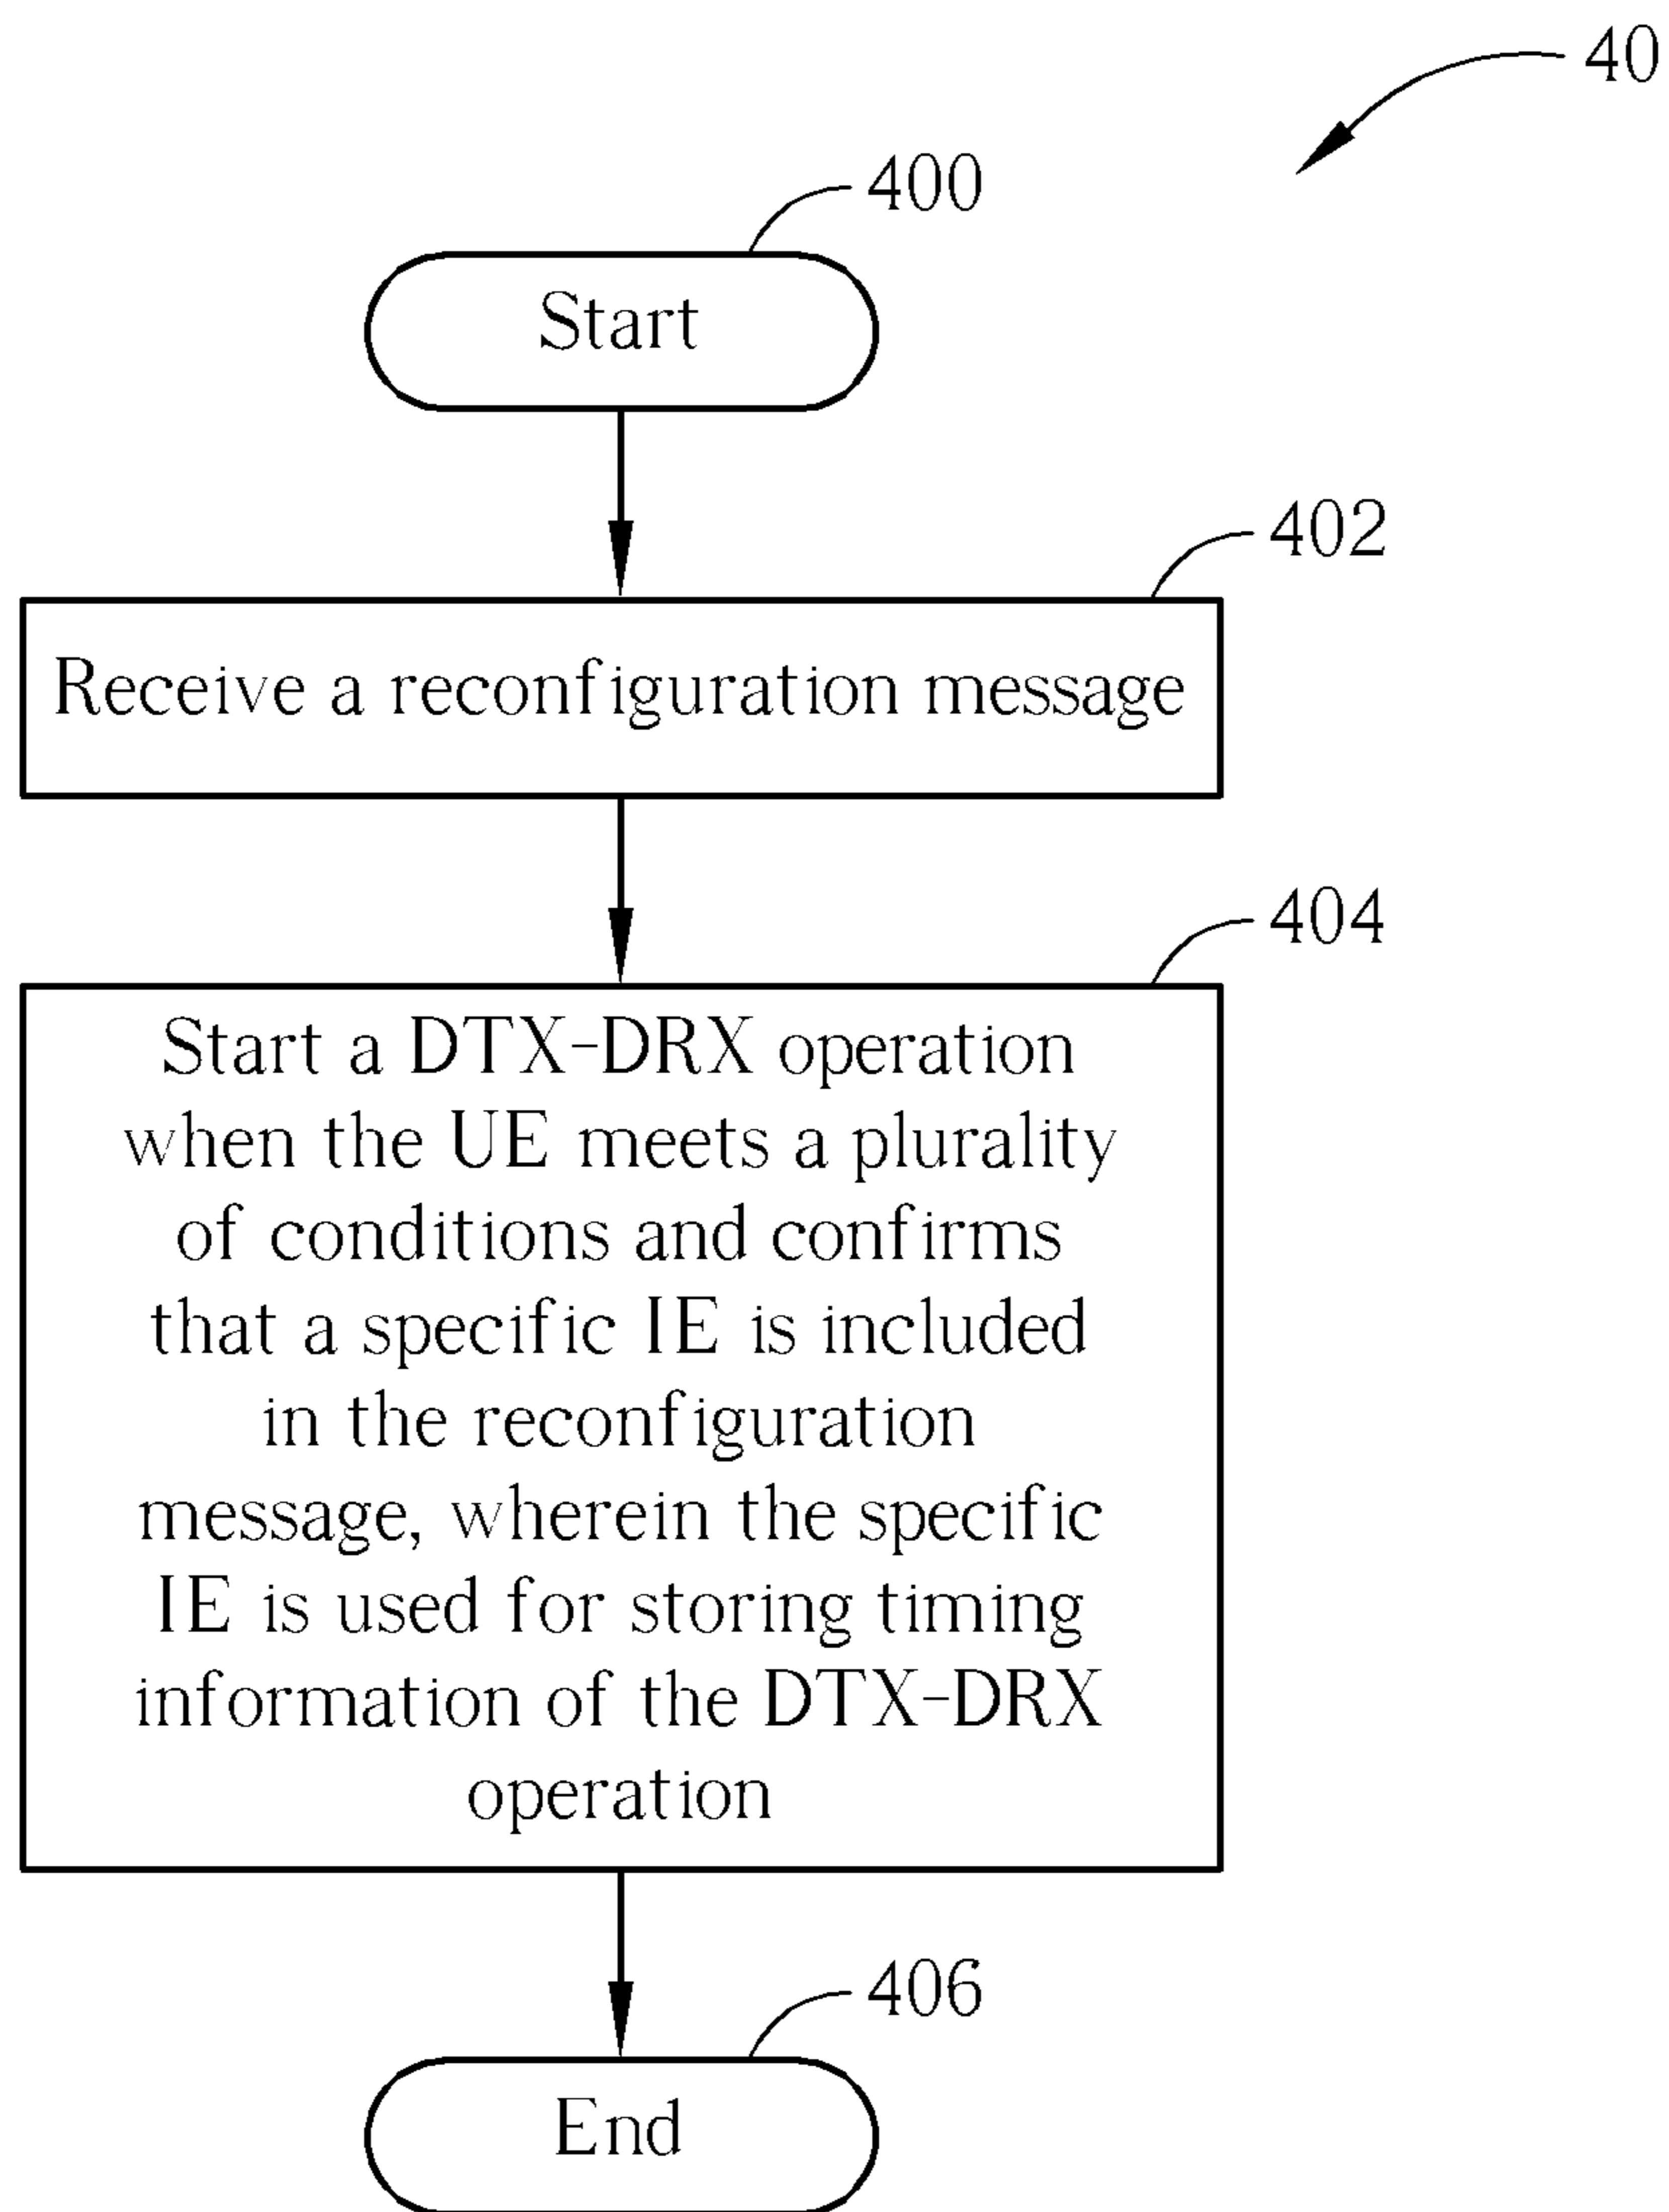 40
400
Start
402
Receive a reconfiguration message
404
Start a DTX-DRX operation
when the UE meets a plurality
of conditions and confirms
that a specific IE is included
in the reconfiguration
message, wherein the specific
IE is used for storing timing
information of the DTX-DRX
operation
406
End